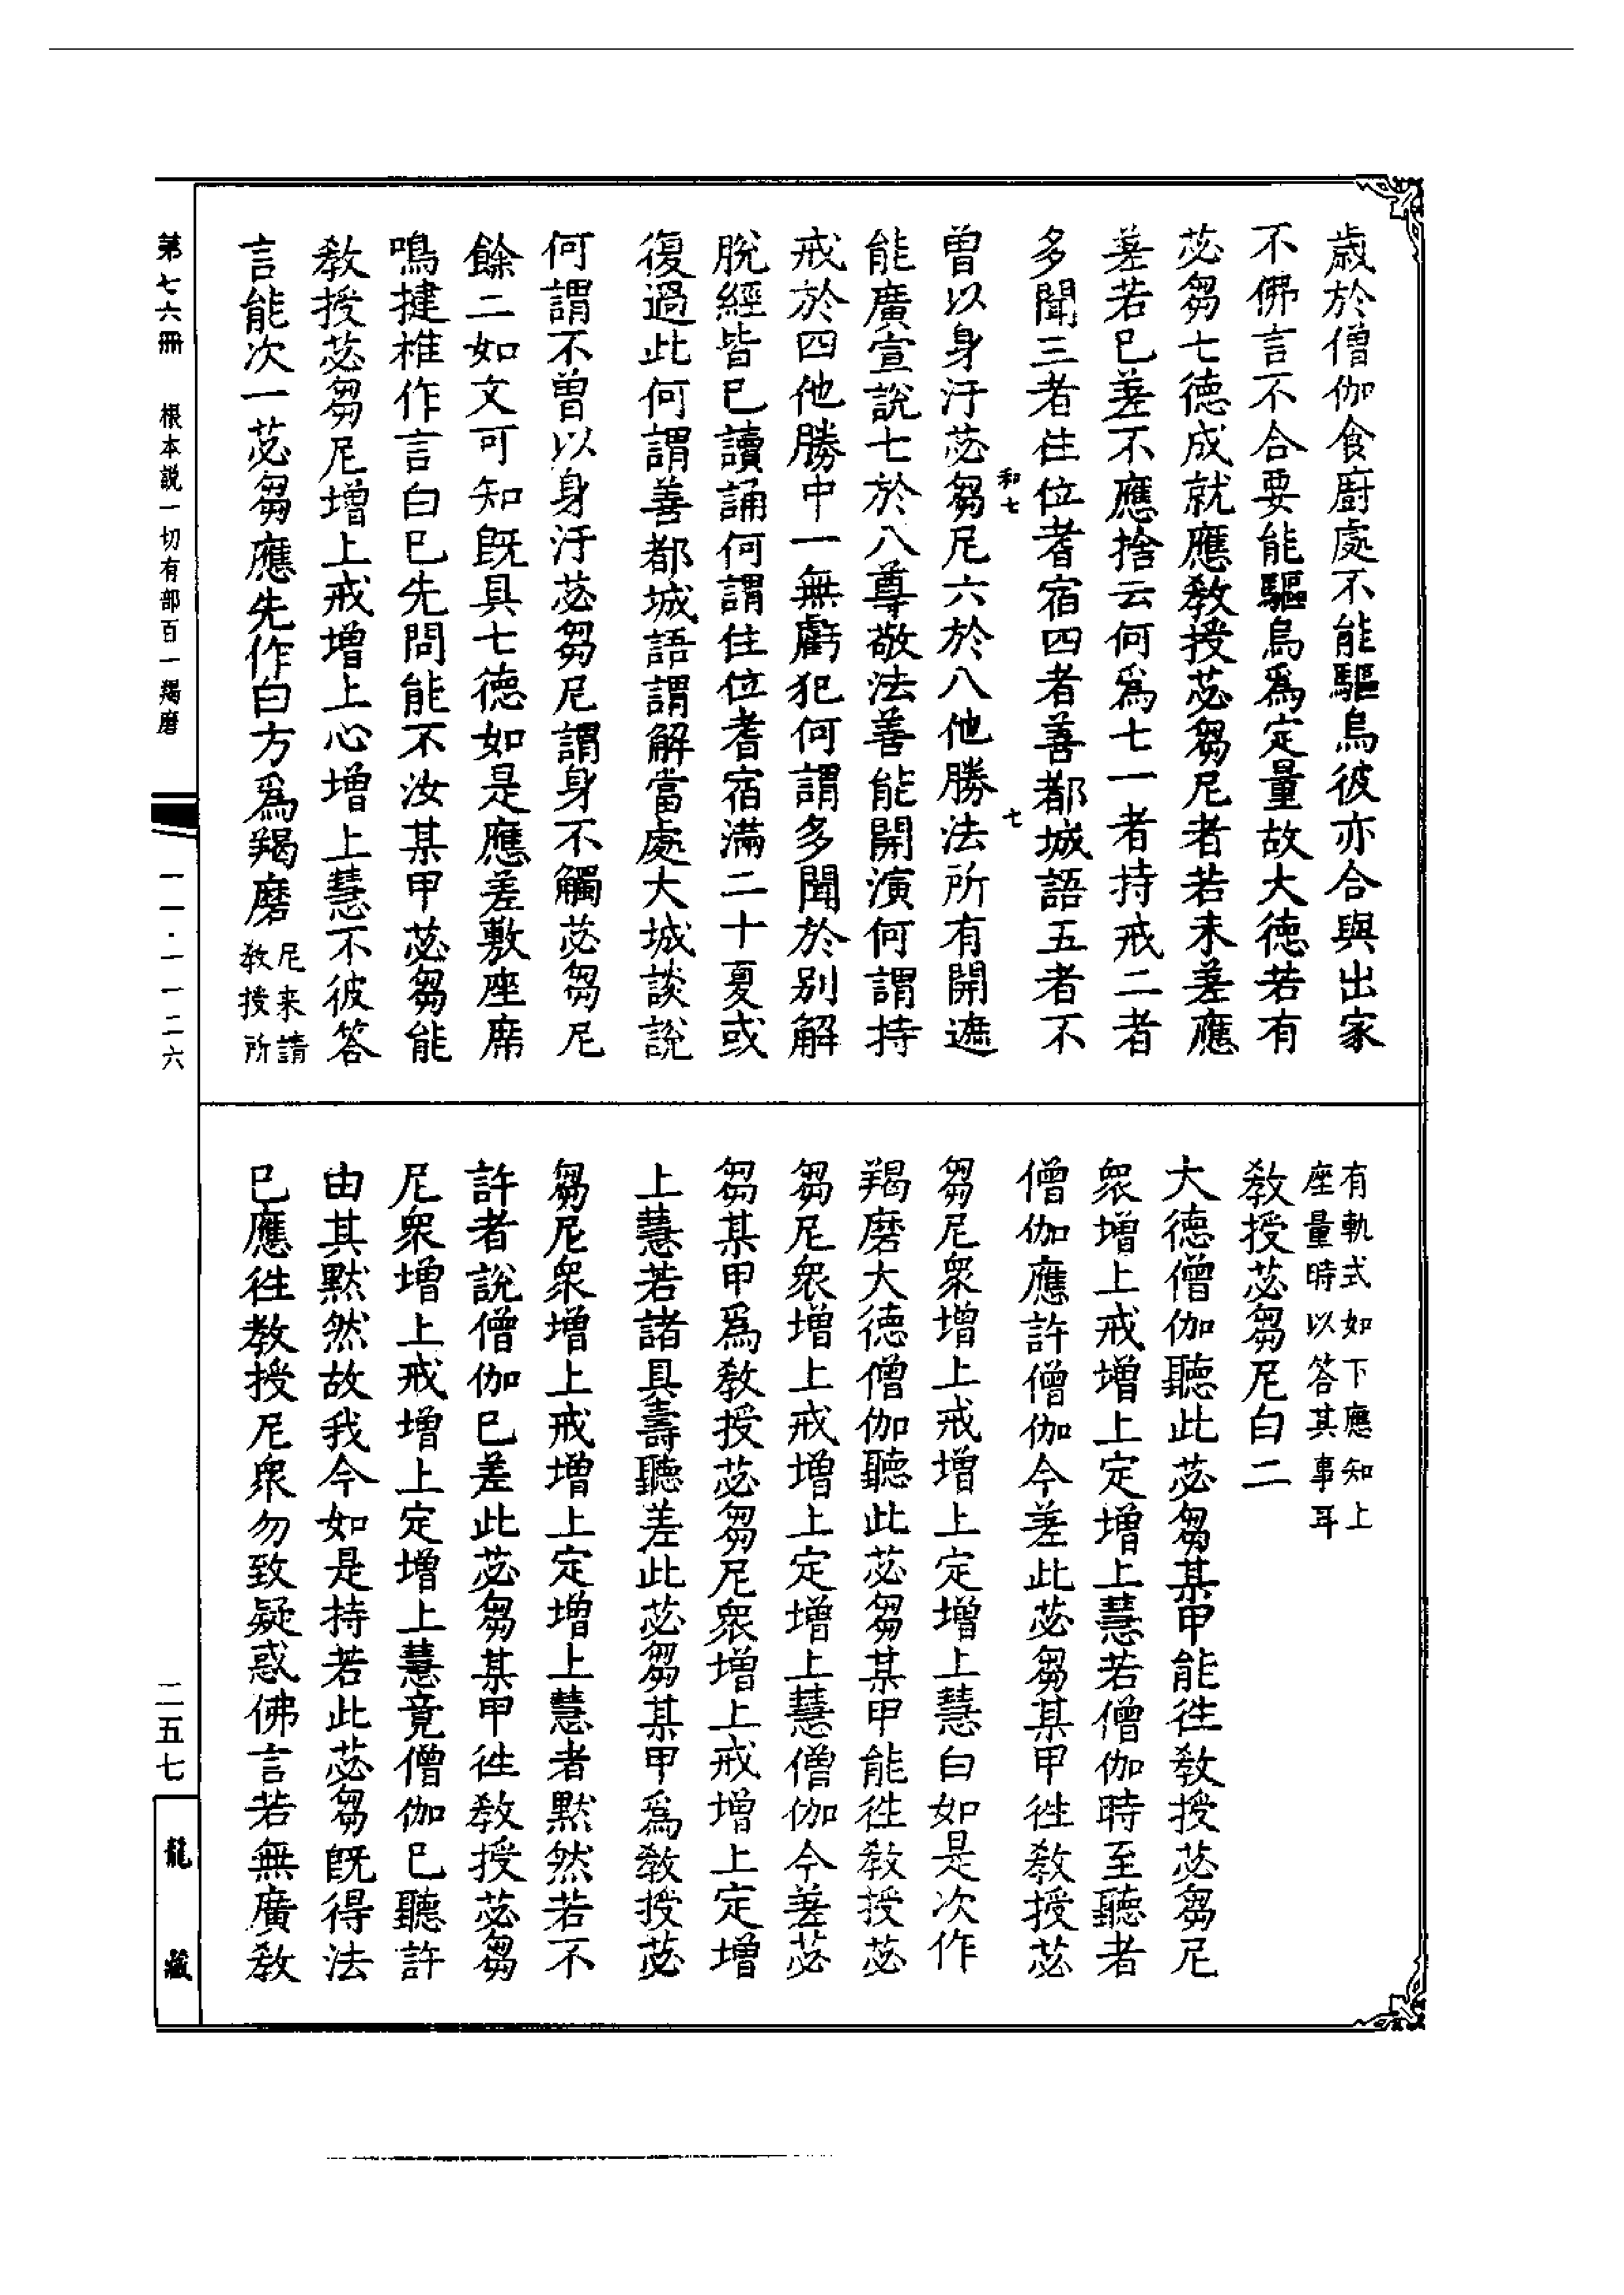 歳於僧伽食廚處不能驅烏彼亦合與出家
不佛言不合要能驅烏爲定量故大德若有
苾芻七德成就應教授苾芻尼者若未差應
差若已差不應捨云何爲七一者持戒二者
多聞三者住位耆宿四者善都城語五者不
和七
七
曾以身汙苾芻尼六於八他勝法所有開遮
能廣宣說七於八尊敬法善能開演何謂持
戒於四他勝中一無虧犯何謂多聞於别解
脫經皆已讀誦何謂住位耆宿滿二十夏或
復過此何謂善都城語謂解當處大城談說
何謂不曾以身汙苾芻尼謂身不觸苾芻尼
餘二如文可知既具七德如是應差敷座席
鳴揵椎作言白已先問能不汝某甲苾芻能
教授苾芻尼增上戒增上心增上慧不彼答
言能次一苾芻應先作白方爲羯磨 尼来請
教授所
有軌式如下應知上
座量時以答其事耳
教授苾芻尼白二
大德僧伽聽此苾芻某甲能往教授苾芻尼
衆增上戒增上定增上慧若僧伽時至聽者
僧伽應許僧伽今差此苾芻某甲往教授苾
芻尼衆增上戒增上定增上慧白如是次作
羯磨大德僧伽聽此苾芻某甲能往教授苾
芻尼衆增上戒增上定增上慧僧伽今差苾
芻某甲爲教授苾芻尼衆增上戒增上定增
上慧若諸具壽聽差此苾芻某甲爲教授苾
芻尼衆增上戒增上定增上慧者默然若不
許者說僧伽已差此苾芻某甲往教授苾芻
尼衆增上戒增上定增上慧竟僧伽已聽許
由其默然故我今如是持若此苾芻既得法
已應往教授尼衆勿致疑惑佛言若無廣教
第七六冊 根本説一切有部百一羯磨 一一·一一二六 二五七 龍藏